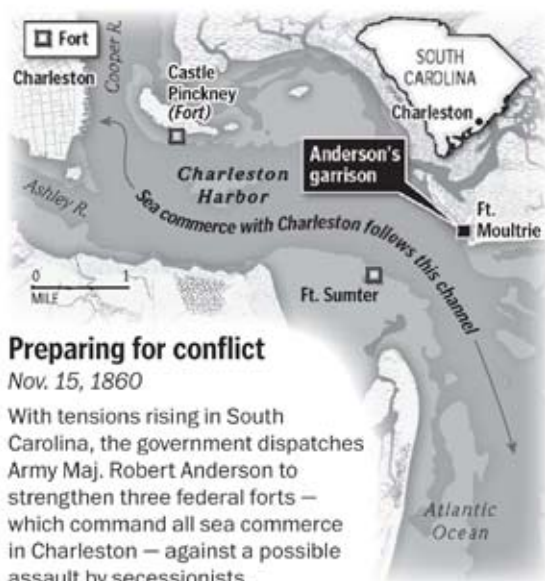 Fort
Charleston
Cooper R.
Castle
Pinckney
(Fort)
SOUTH
CAROLINA
Charleston
Charleston
Harbor
Anderson's
garrison
Ashley R.
Sea commerce with Charleston follows this channel
Ft.
Moultrie
0 1
MILE
Ft. Sumter
Preparing for conflict
Nov. 15, 1860
With tensions rising in South
Carolina, the government dispatches
Army Maj. Robert Anderson to
strengthen three federal forts —
which command all sea commerce
in Charleston — against a possible
assault by secessionists
Atlantic
Ocean